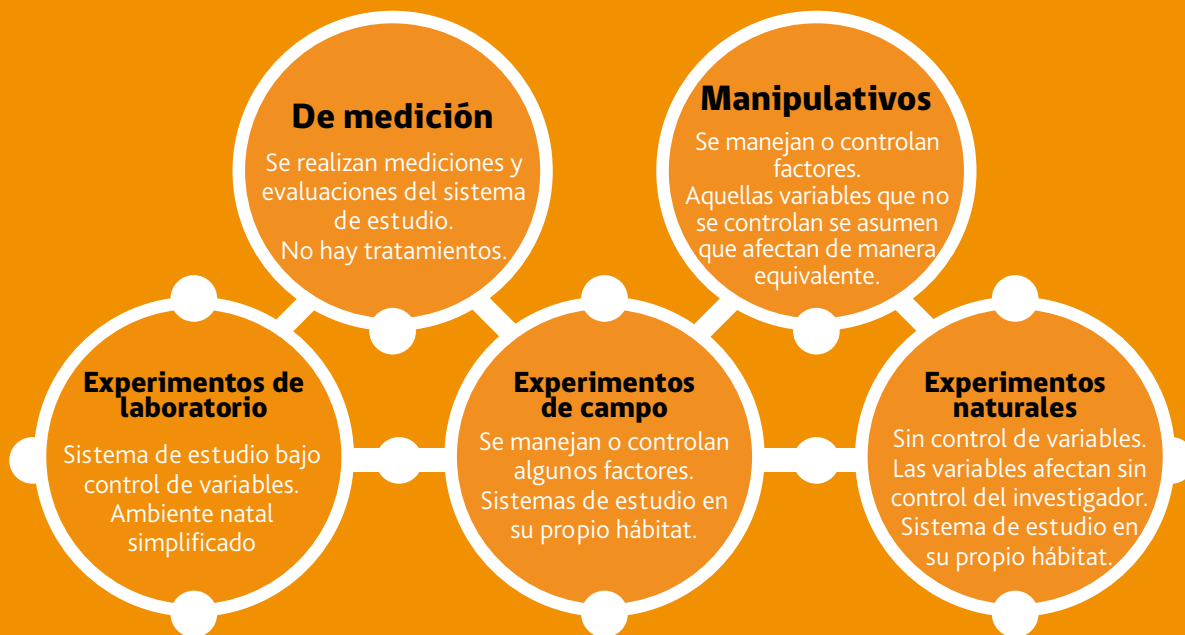 De medición
Se realizan mediciones y
evaluaciones del sistema
de estudio.
No hay tratamientos.
Manipulativos
Se manejan o controlan
factores.
Aquellas variables que no
se controlan se asumen
que afectan de manera
equivalente.
Experimentos de
laboratorio
Sistema de estudio bajo
control de variables.
Ambiente natal
simplificado
Experimentos
de campo
Se manejan o controlan
algunos factores.
Sistemas de estudio en
su propio hábitat.
Experimentos
naturales
Sin control de variables.
Las variables afectan sin
control del investigador.
Sistema de estudio en
su propio hábitat.